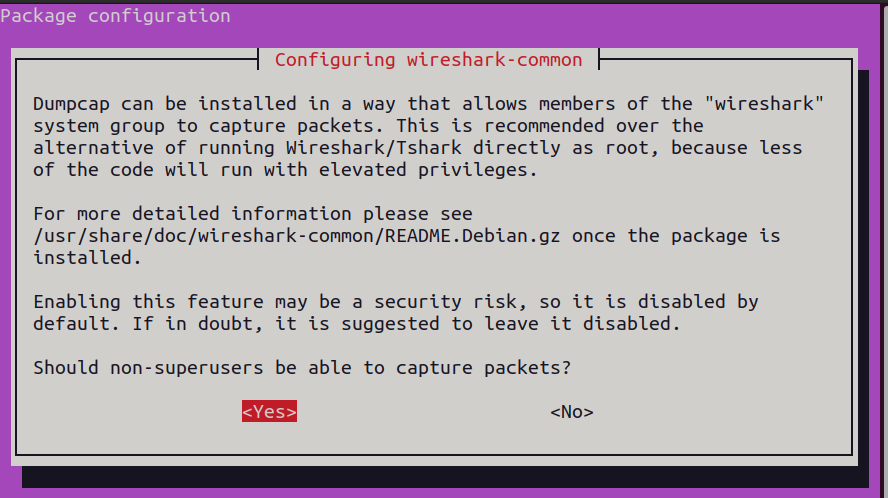 Package configuration
Configuring wireshark-common
Dumpcap can be installed in a way that allows members of the "wireshark"
system group to capture packets. This is recommended over the
alternative of running Wireshark/Tshark directly as root, because less
of the code will run with elevated privileges.
For more detailed information please see
/usr/share/doc/wireshark-common/README.Debian.gz once the package is
installed.
Enabling this feature may be a security risk, so it is disabled by
default. If in doubt, it is suggested to leave it disabled.
Should non-superusers be able to capture packets?
<Yes> <No>